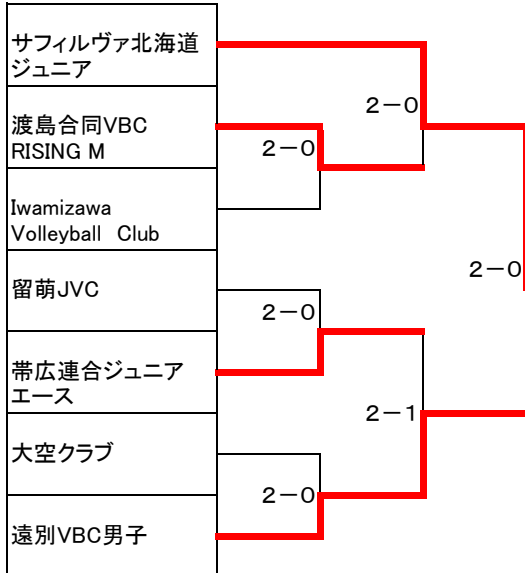 サフィルヴァ北海道
ジュニア
2-0
渡島合同VBC
RISING M
2-0
Iwamizawa
Volleyball Club
2-0
留萌JVC
2-0
帯広連合ジュニア
エース
2-1
大空クラブ
2-0
遠別VBC男子